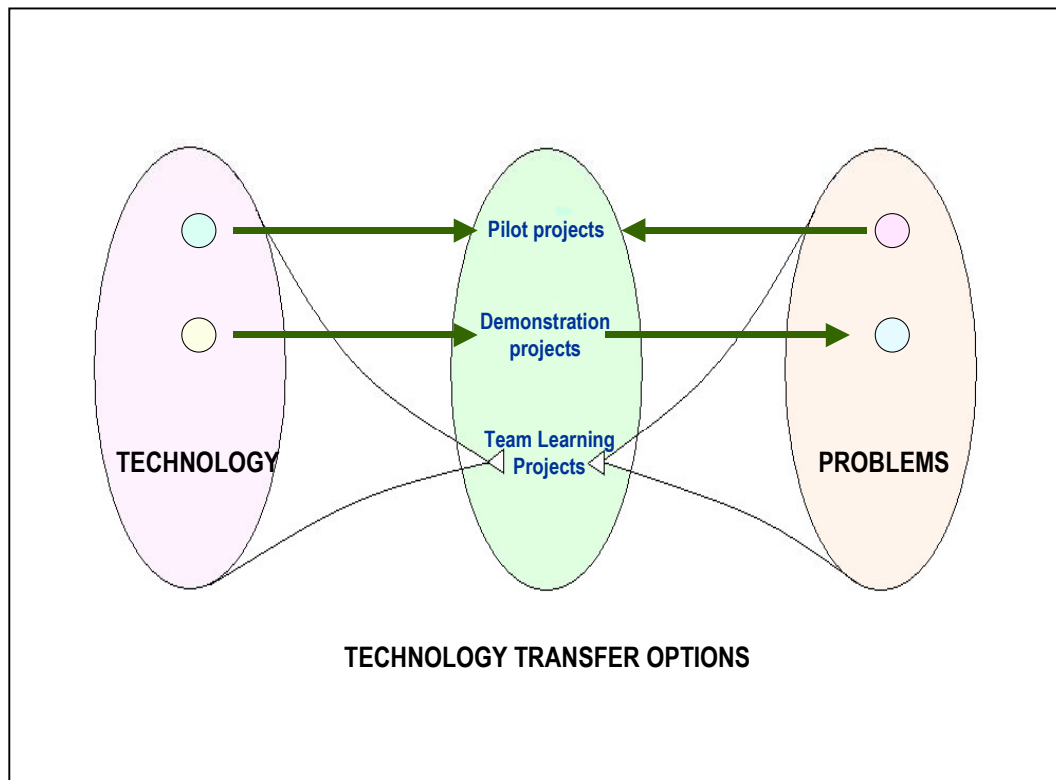 Pilot projects
Demonstration
projects
Team Learning
Projects
TECHNOLOGY
PROBLEMS
TECHNOLOGY TRANSFER OPTIONS